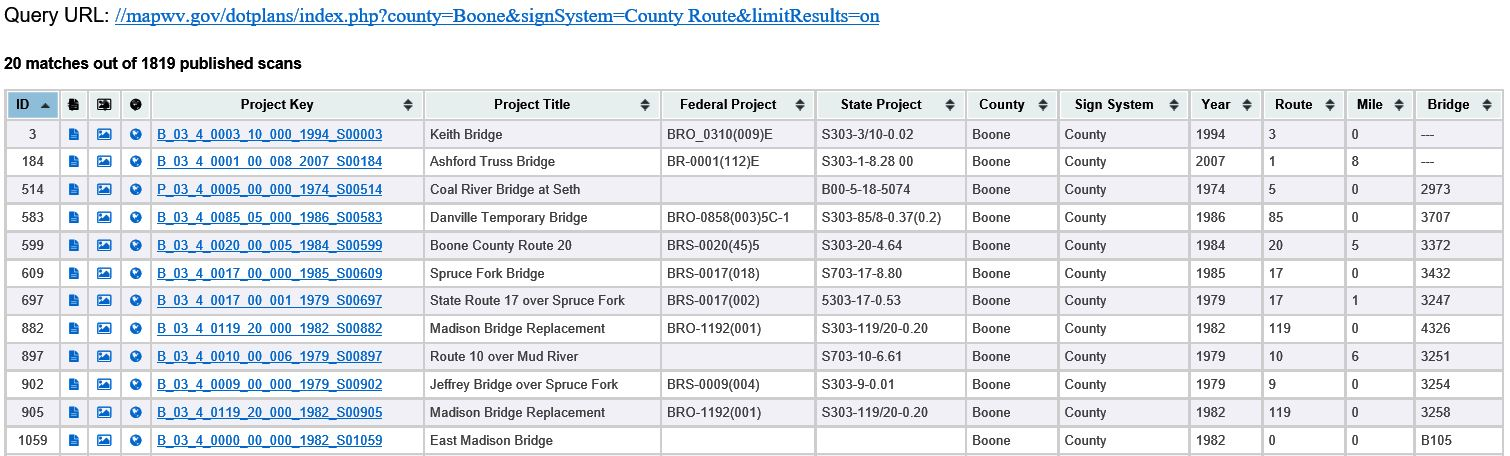 Query URL: //mapwv.gov/dotplans/index.php?county=Boone&signSystem=County Route&limitResults=on
20 matches out of 1819 published scans
ID Project Key Project Title Federal Project State Project County Sign System Year Route Mile Bridge
3 B_03_4_0003_10_000_1994_S00003 Keith Bridge BRO_0310(009)E S303-3/10-0.02 Boone County 1994 3 0 ---
184 B_03_4_0001_00_008_2007_S00184 Ashford Truss Bridge BR-0001(112)E S303-1-8.28 00 Boone County 2007 1 8 ---
514 P_03_4_0005_00_000_1974_S00514 Coal River Bridge at Seth B00-5-18-5074 Boone County 1974 5 0 2973
583 B_03_4_0085_05_000_1986_S00583 Danville Temporary Bridge BRO-0858(003)5C-1 S303-85/8-0.37(0.2) Boone County 1986 85 0 3707
599 B_03_4_0020_00_005_1984_S00599 Boone County Route 20 BRS-0020(45)5 S303-20-4.64 Boone County 1984 20 5 3372
609 B_03_4_0017_00_000_1985_S00609 Spruce Fork Bridge BRS-0017(018) S703-17-8.80 Boone County 1985 17 0 3432
697 B_03_4_0017_00_001_1979_S00697 State Route 17 over Spruce Fork BRS-0017(002) 5303-17-0.53 Boone County 1979 17 1 3247
882 B_03_4_0119_20_000_1982_S00882 Madison Bridge Replacement BRO-1192(001) S303-119/20-0.20 Boone County 1982 119 0 4326
897 B_03_4_0010_00_006_1979_S00897 Route 10 over Mud River S703-10-6.61 Boone County 1979 10 6 3251
902 B_03_4_0009_00_000_1979_S00902 Jeffrey Bridge over Spruce Fork BRS-0009(004) S303-9-0.01 Boone County 1979 9 0 3254
905 B_03_4_0119_20_000_1982_S00905 Madison Bridge Replacement BRO-1192(001) S303-119/20-0.20 Boone County 1982 119 0 3258
1059 B_03_4_0000_00_000_1982_S01059 East Madison Bridge Boone County 1982 0 0 B105